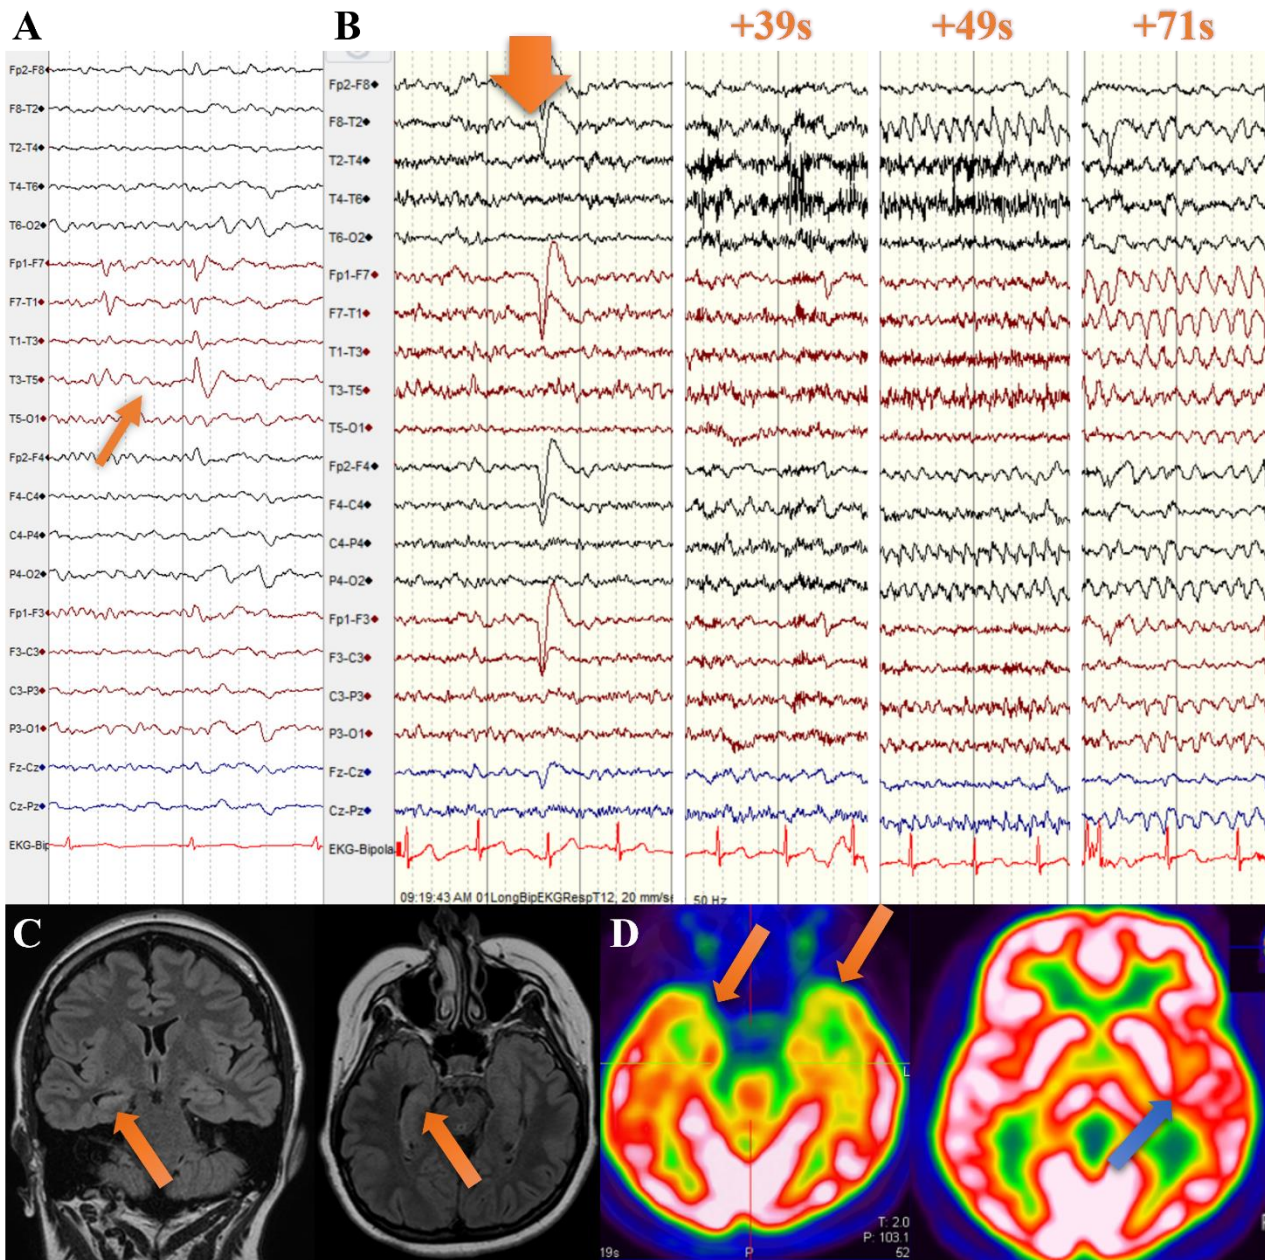 A
B
+39s
+49s
+71s
Fp2-F8
F8-T2
T2-T4
T4-T6
T6-O2
Fp1-F7
F7-T1
T1-T3
T3-T5
T5-O1
Fp2-F4
F4-C4
C4-P4
P4-O2
Fp1-F3
F3-C3
C3-P3
P3-O1
Fz-Cz
Cz-Pz
EKG-Bip
Fp2-F8
F8-T2
T2-T4
T4-T6
T6-O2
Fp1-F7
F7-T1
T1-T3
T3-T5
T5-O1
Fp2-F4
F4-C4
C4-P4
P4-O2
Fp1-F3
F3-C3
C3-P3
P3-O1
Fz-Cz
Cz-Pz
EKG-Bipola
09:19:43 AM 01LongBipEKGRespT12, 20 mm/se
50 Hz
C
D
L
T: 2.0
P: 103.1
19s
P
52